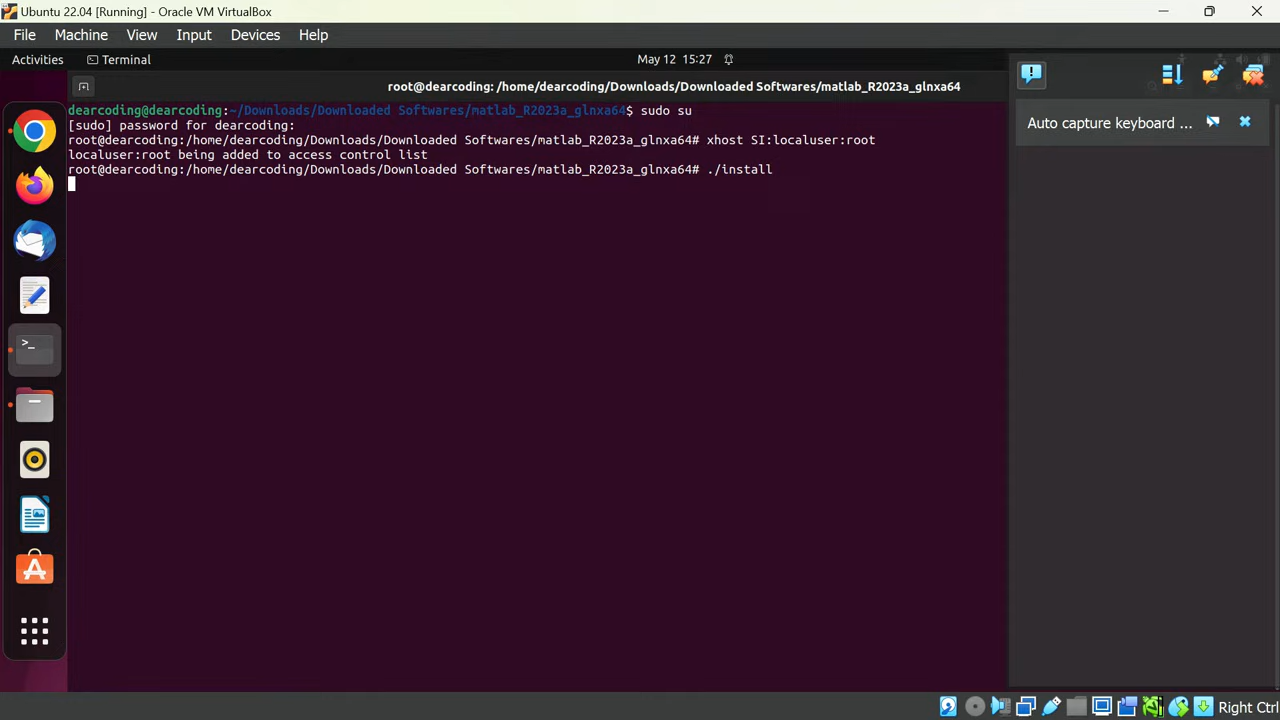 Ubuntu 22.04 [Running] - Oracle VM VirtualBox
File Machine View Input Devices Help
Activities Terminal May 12 15:27
root@dearcoding: /home/dearcoding/Downloads/Downloaded Softwares/matlab_R2023a_glnxa64
dearcoding@dearcoding:~/Downloads/Downloaded Softwares/matlab_R2023a_glnxa64$ sudo su
[sudo] password for dearcoding:
root@dearcoding:/home/dearcoding/Downloads/Downloaded Softwares/matlab_R2023a_glnxa64# xhost SI:localuser:root
localuser:root being added to access control list
root@dearcoding:/home/dearcoding/Downloads/Downloaded Softwares/matlab_R2023a_glnxa64# ./install
Auto capture keyboard ...
Right Ctrl